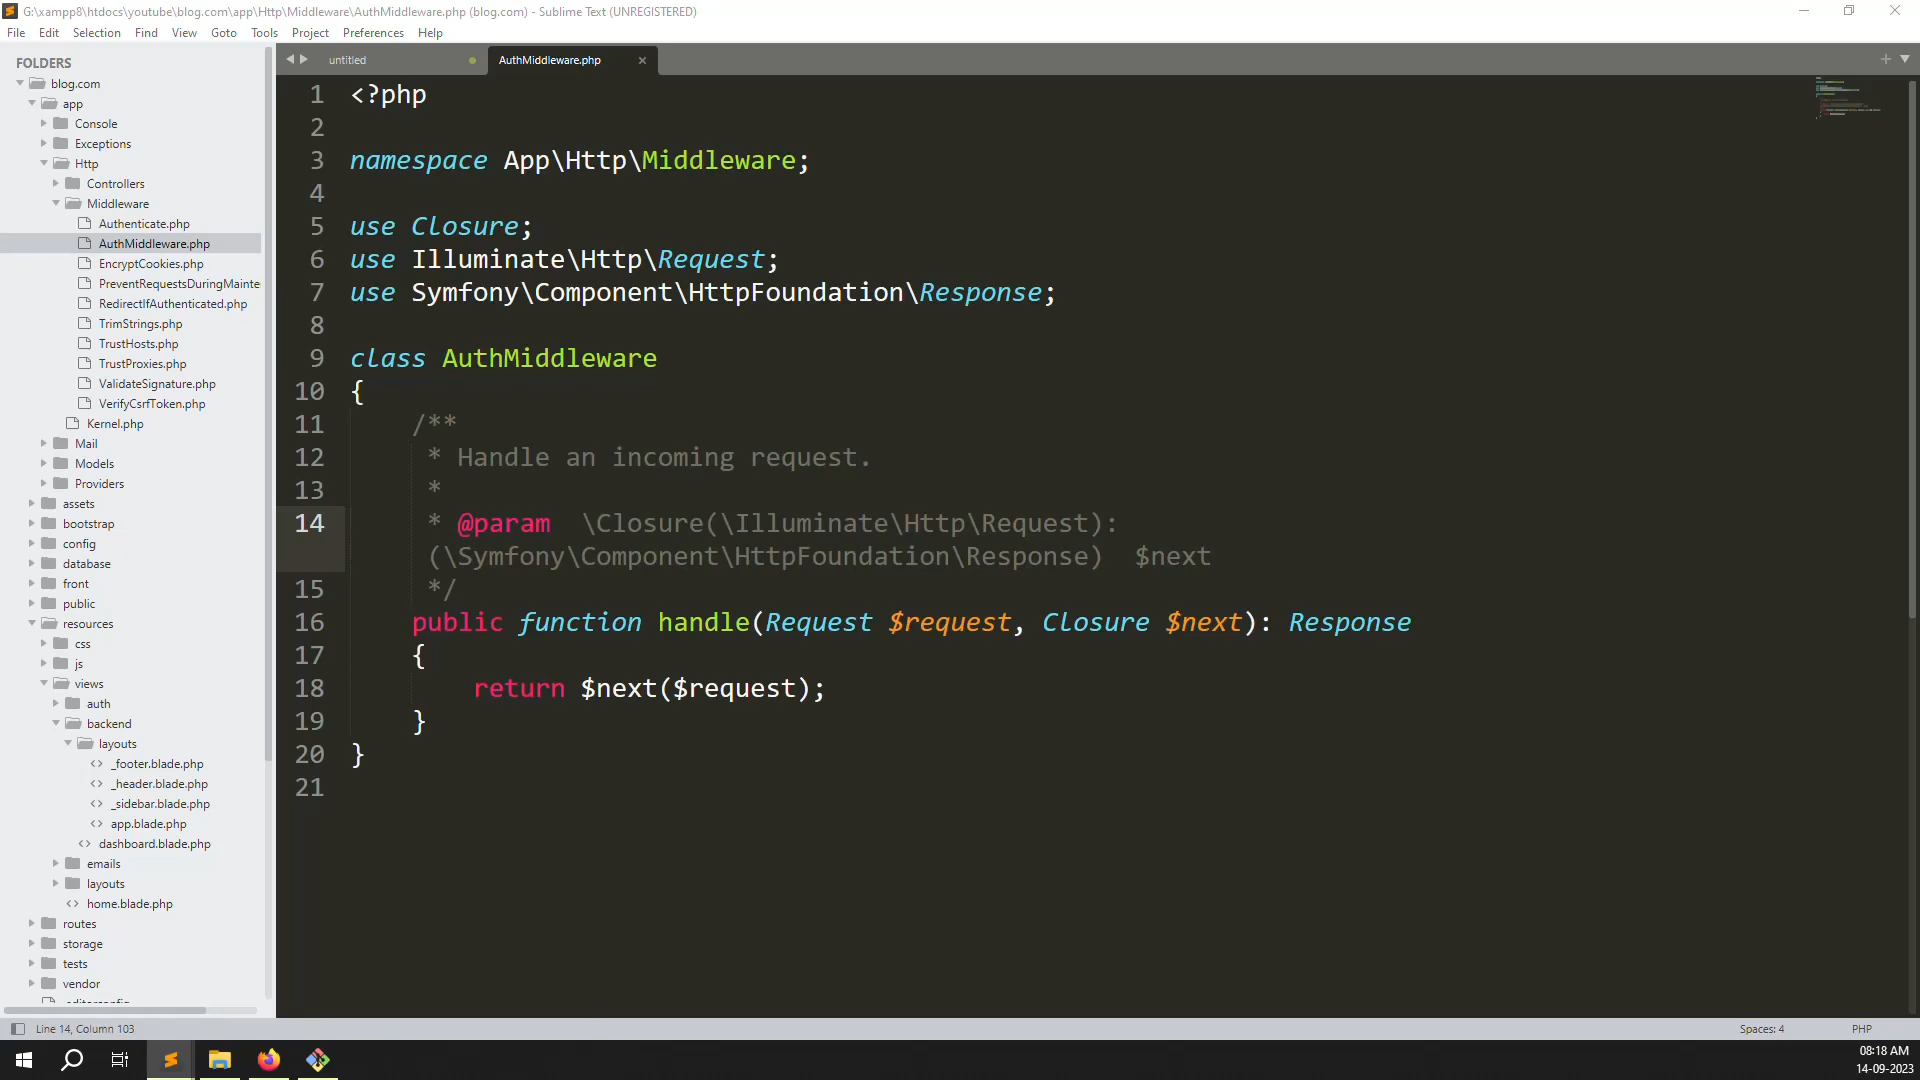 G:\xampp8\htdocs\youtube\blog.com\app\Http\Middleware\AuthMiddleware.php (blog.com) - Sublime Text (UNREGISTERED)
File Edit Selection Find View Goto Tools Project Preferences Help
FOLDERS
blog.com
app
Console
Exceptions
Http
Controllers
Middleware
Authenticate.php
AuthMiddleware.php
EncryptCookies.php
PreventRequestsDuringMainte
RedirectIfAuthenticated.php
TrimStrings.php
TrustHosts.php
TrustProxies.php
ValidateSignature.php
VerifyCsrfToken.php
Kernel.php
Mail
Models
Providers
assets
bootstrap
config
database
front
public
resources
css
js
views
auth
backend
layouts
_footer.blade.php
_header.blade.php
_sidebar.blade.php
app.blade.php
dashboard.blade.php
emails
layouts
home.blade.php
routes
storage
tests
vendor
.editorconfig
untitled AuthMiddleware.php
1 <?php
2
3 namespace App\Http\Middleware;
4
5 use Closure;
6 use Illuminate\Http\Request;
7 use Symfony\Component\HttpFoundation\Response;
8
9 class AuthMiddleware
10 {
11 /**
12 * Handle an incoming request.
13 *
14 * @param \Closure(\Illuminate\Http\Request):
(\Symfony\Component\HttpFoundation\Response) $next
15 */
16 public function handle(Request $request, Closure $next): Response
17 {
18 return $next($request);
19 }
20 }
21
Line 14, Column 103
Spaces: 4
PHP
08:18 AM
14-09-2023